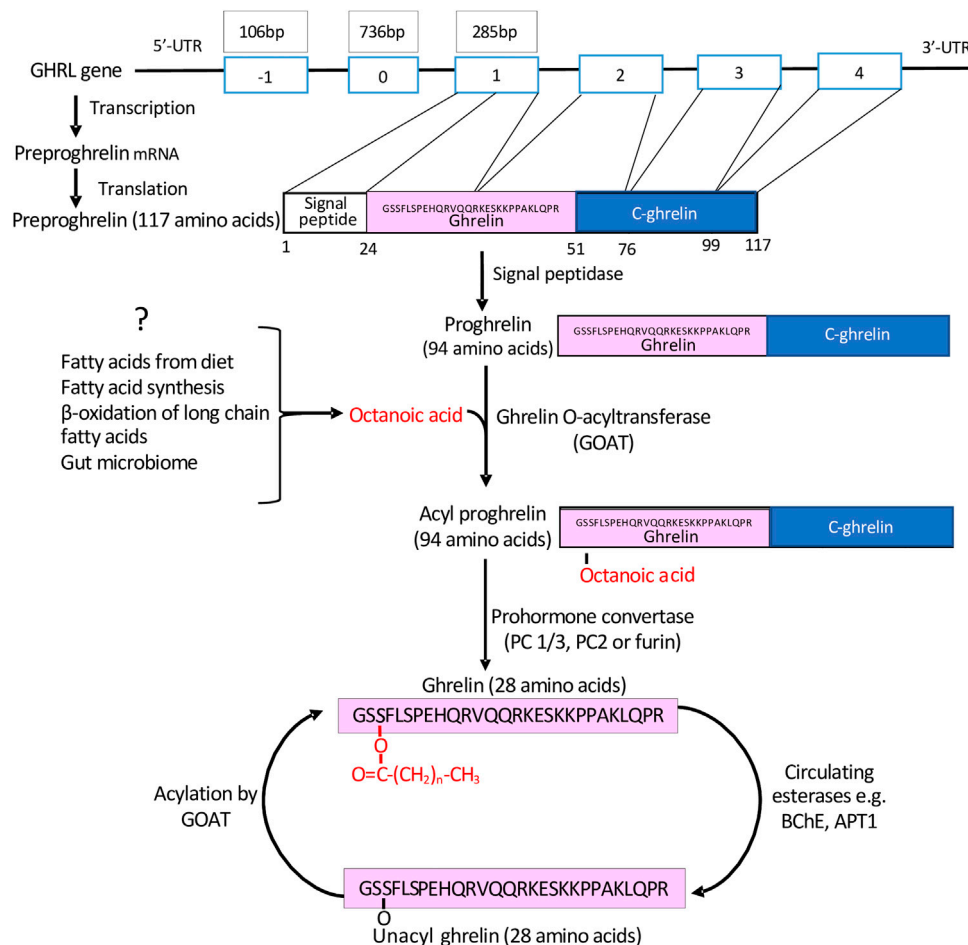 106bp
736bp
285bp
5'-UTR
3'-UTR
GHRL gene
-1
0
1
2
3
4
Transcription
Preproghrelin mRNA
Translation
Preproghrelin (117 amino acids)
Signal
peptide
GSSFLSPEHQRVQQRKESKKPPAKLQPR
Ghrelin
C-ghrelin
1
24
51
76
99
117
Signal peptidase
Proghrelin
(94 amino acids)
GSSFLSPEHQRVQQRKESKKPPAKLQPR
Ghrelin
C-ghrelin
?
Fatty acids from diet
Fatty acid synthesis
β-oxidation of long chain
fatty acids
Gut microbiome
Octanoic acid
Ghrelin O-acyltransferase
(GOAT)
Acyl proghrelin
(94 amino acids)
GSSFLSPEHQRVQQRKESKKPPAKLQPR
Ghrelin
C-ghrelin
Octanoic acid
Prohormone convertase
(PC 1/3, PC2 or furin)
Ghrelin (28 amino acids)
GSSFLSPEHQRVQQRKESKKPPAKLQPR
O
O=C-(CH₂)n-CH₃
Acylation by
GOAT
Circulating
esterases e.g.
BChE, APT1
GSSFLSPEHQRVQQRKESKKPPAKLQPR
O
Unacyl ghrelin (28 amino acids)